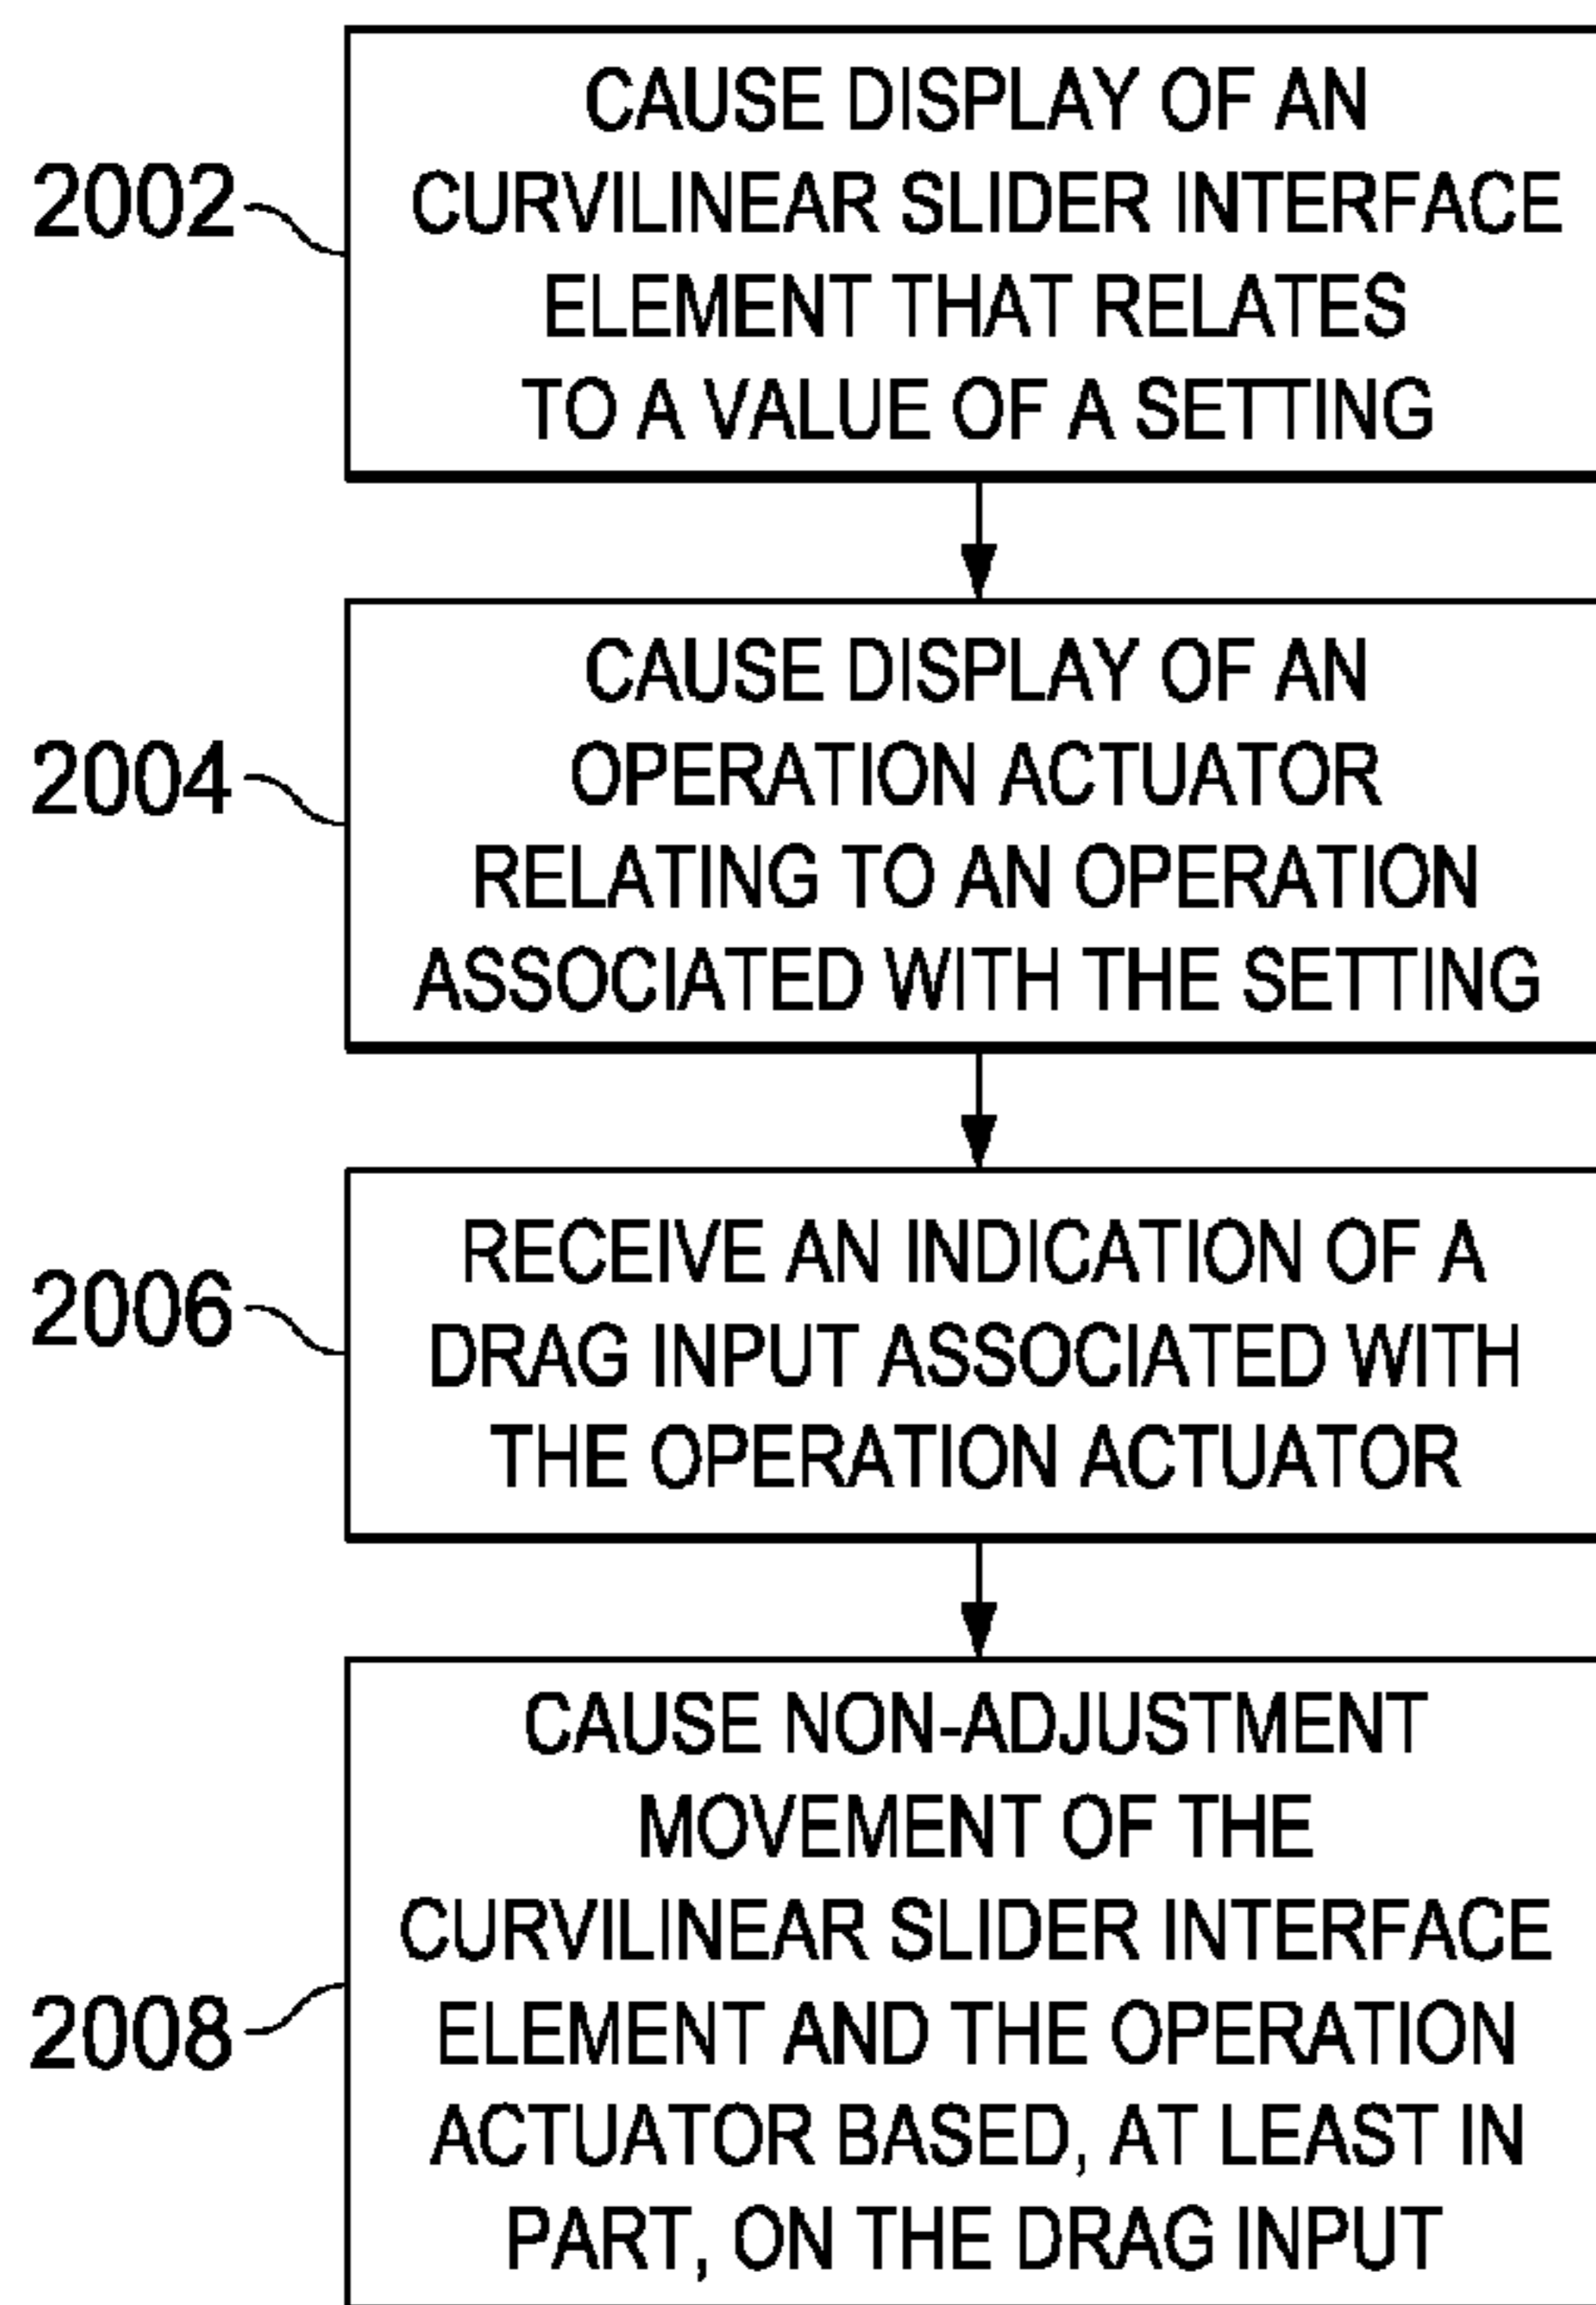 CAUSE DISPLAY OF AN
2002
CURVILINEAR SLIDER INTERFACE
ELEMENT THAT RELATES
TO A VALUE OF A SETTING
CAUSE DISPLAY OF AN
2004
OPERATION ACTUATOR
RELATING TO AN OPERATION
ASSOCIATED WITH THE SETTING
RECEIVE AN INDICATION OF A
2006
DRAG INPUT ASSOCIATED WITH
THE OPERATION ACTUATOR
CAUSE NON-ADJUSTMENT
MOVEMENT OF THE
CURVILINEAR SLIDER INTERFACE
2008
ELEMENT AND THE OPERATION
ACTUATOR BASED, AT LEAST IN
PART, ON THE DRAG INPUT